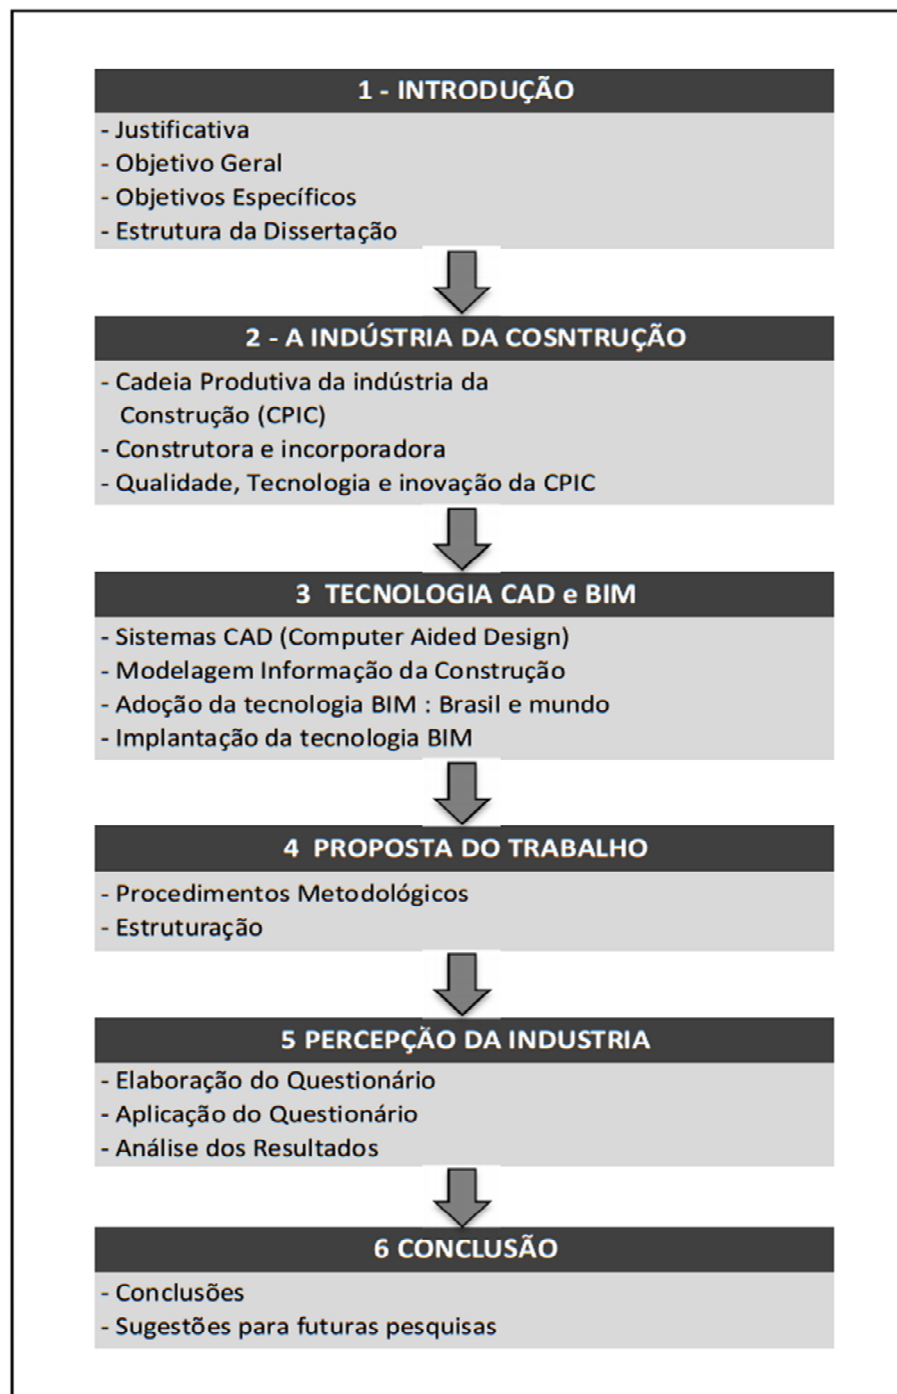 1 - INTRODUÇÃO
- Justificativa
- Objetivo Geral
- Objetivos Específicos
- Estrutura da Dissertação
2 - A INDÚSTRIA DA COSNTRUÇÃO
- Cadeia Produtiva da indústria da
Construção (CPIC)
- Construtora e incorporadora
- Qualidade, Tecnologia e inovação da CPIC
3 TECNOLOGIA CAD e BIM
- Sistemas CAD (Computer Aided Design)
- Modelagem Informação da Construção
- Adoção da tecnologia BIM : Brasil e mundo
- Implantação da tecnologia BIM
4 PROPOSTA DO TRABALHO
- Procedimentos Metodológicos
- Estruturação
5 PERCEPÇÃO DA INDUSTRIA
- Elaboração do Questionário
- Aplicação do Questionário
- Análise dos Resultados
6 CONCLUSÃO
- Conclusões
- Sugestões para futuras pesquisas